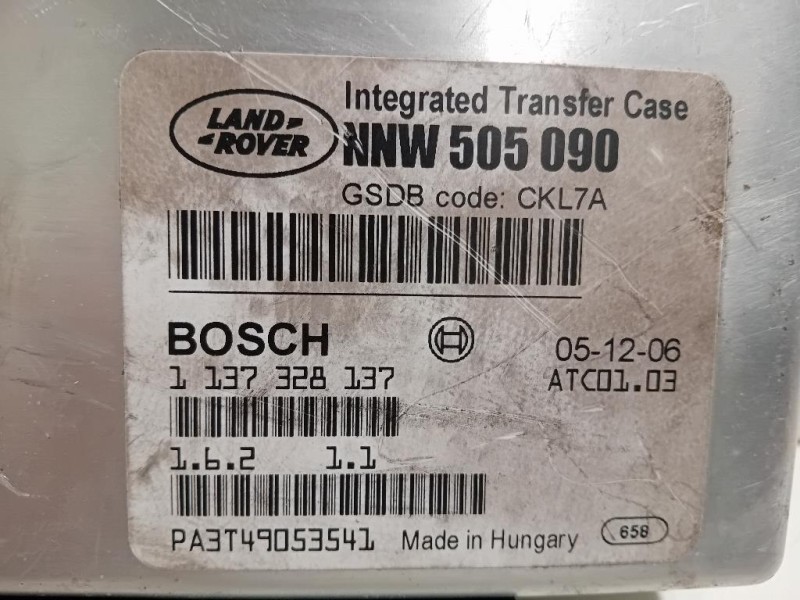 LAND
ROVER
Integrated Transfer Case
NNW 505 090
GSDB code: CKL7A
BOSCH
05-12-06
1 137 328 137
ATC01.03
1.6.2 1.1
PA3T49053541
Made in Hungary
658